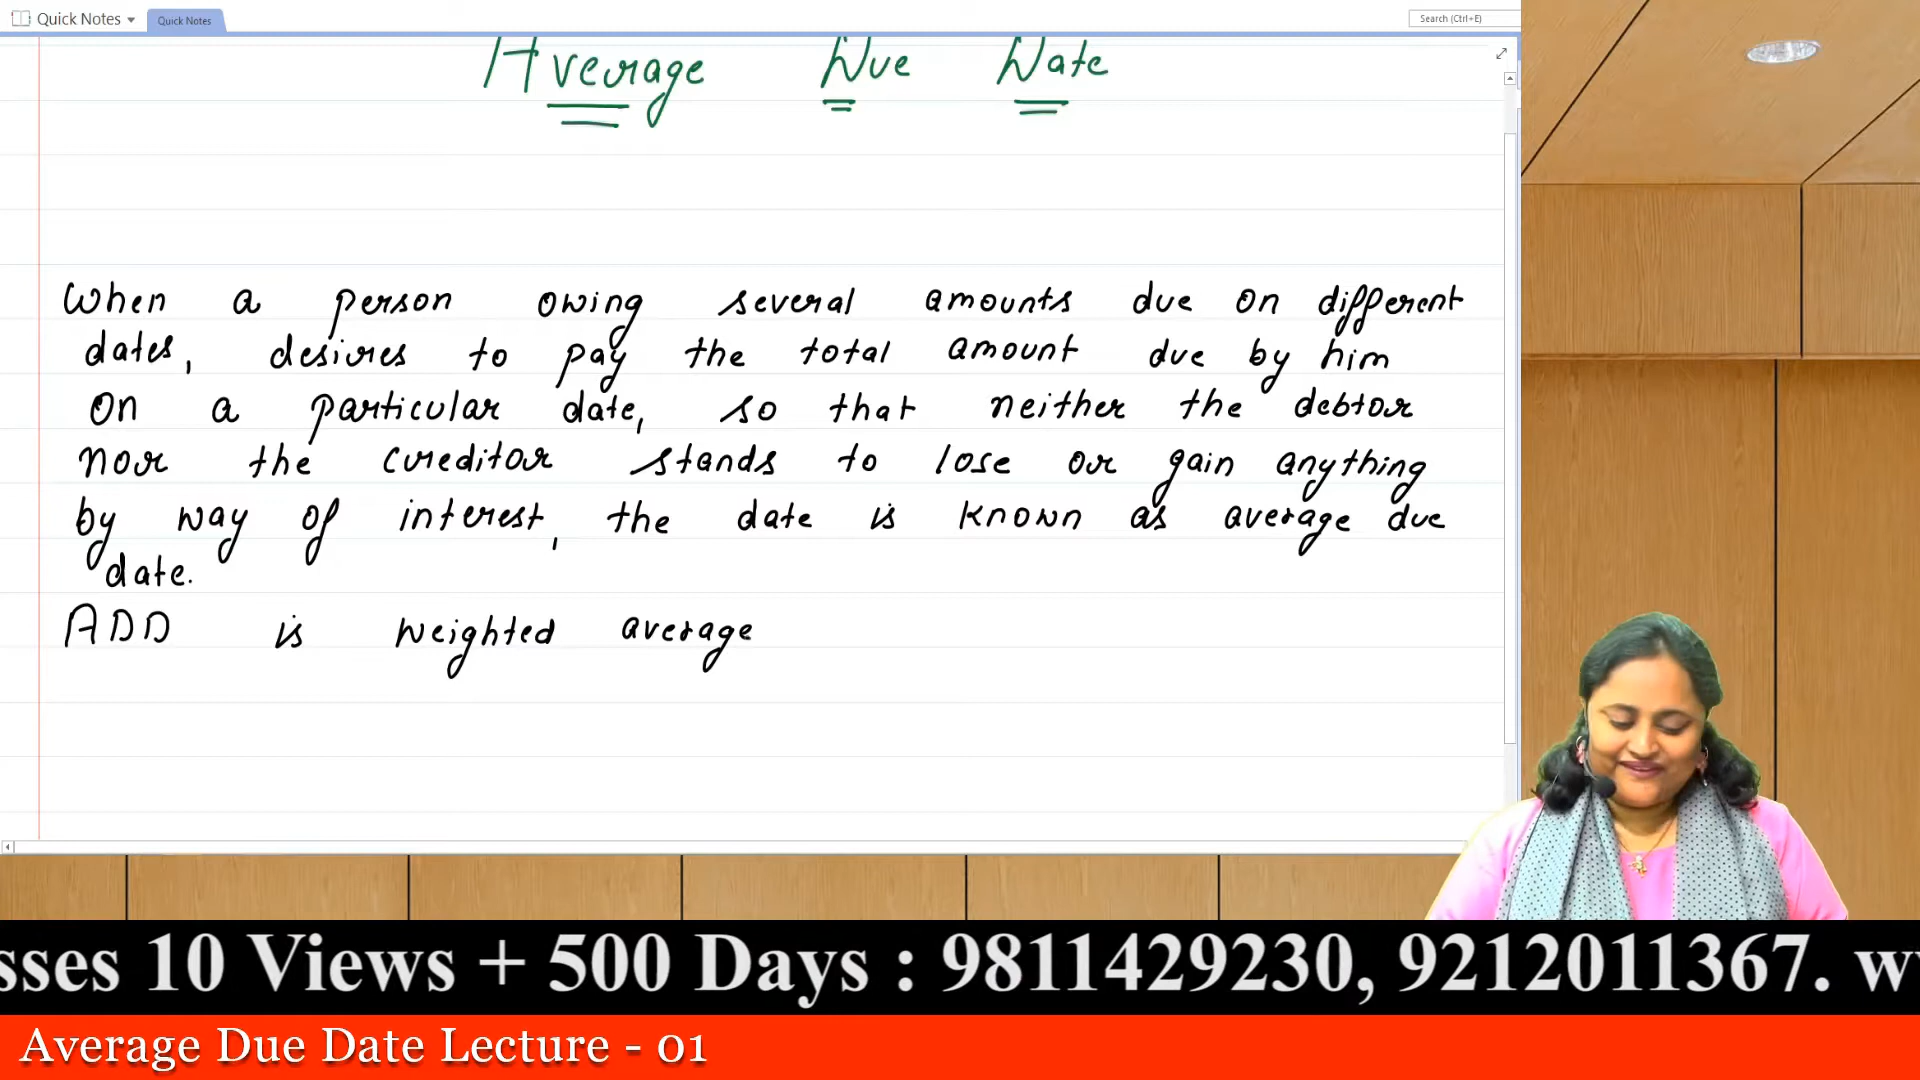 Quick Notes
Quick Notes
Search (Ctrl+E)
Average Due Date
When a person owing several amounts due on different
dates, desires to pay the total amount due by him
on a particular date, so that neither the debtor
nor the creditor stands to lose or gain anything
by way of interest, the date is known as average due
date.
ADD is weighted average
sses 10 Views + 500 Days : 9811429230, 9212011367. w
Average Due Date Lecture - 01